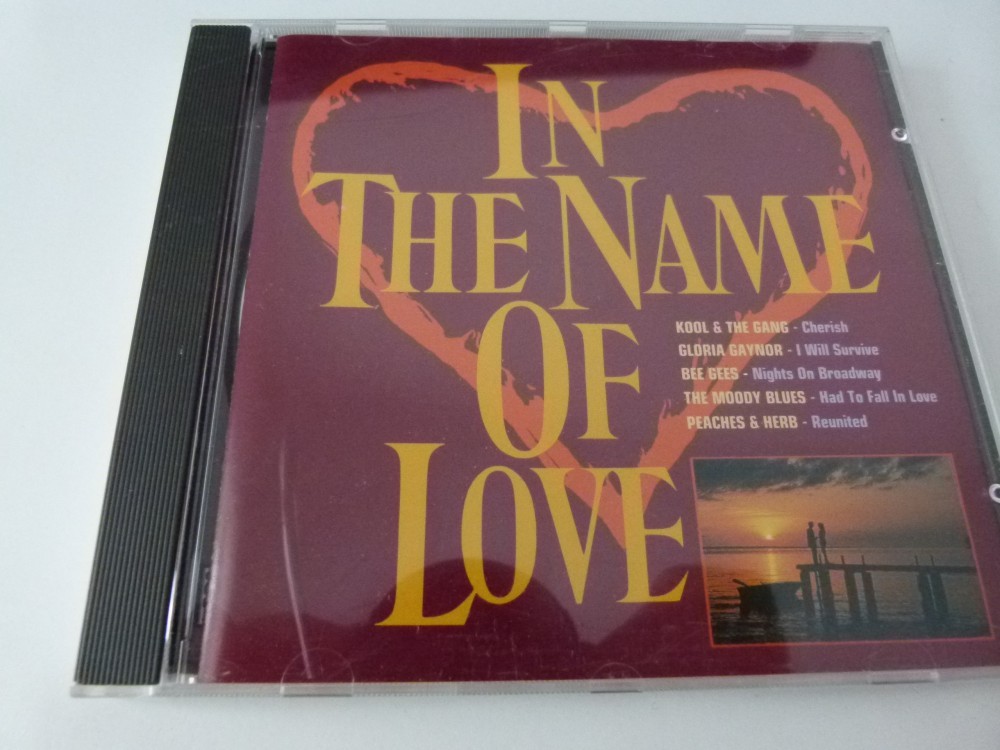 IN
THE NAME
OF
LOVE
KOOL & THE GANG - Cherish
GLORIA GAYNOR - I Will Survive
BEE GEES - Nights On Broadway
THE MOODY BLUES - Had To Fall In Love
PEACHES & HERB - Reunited